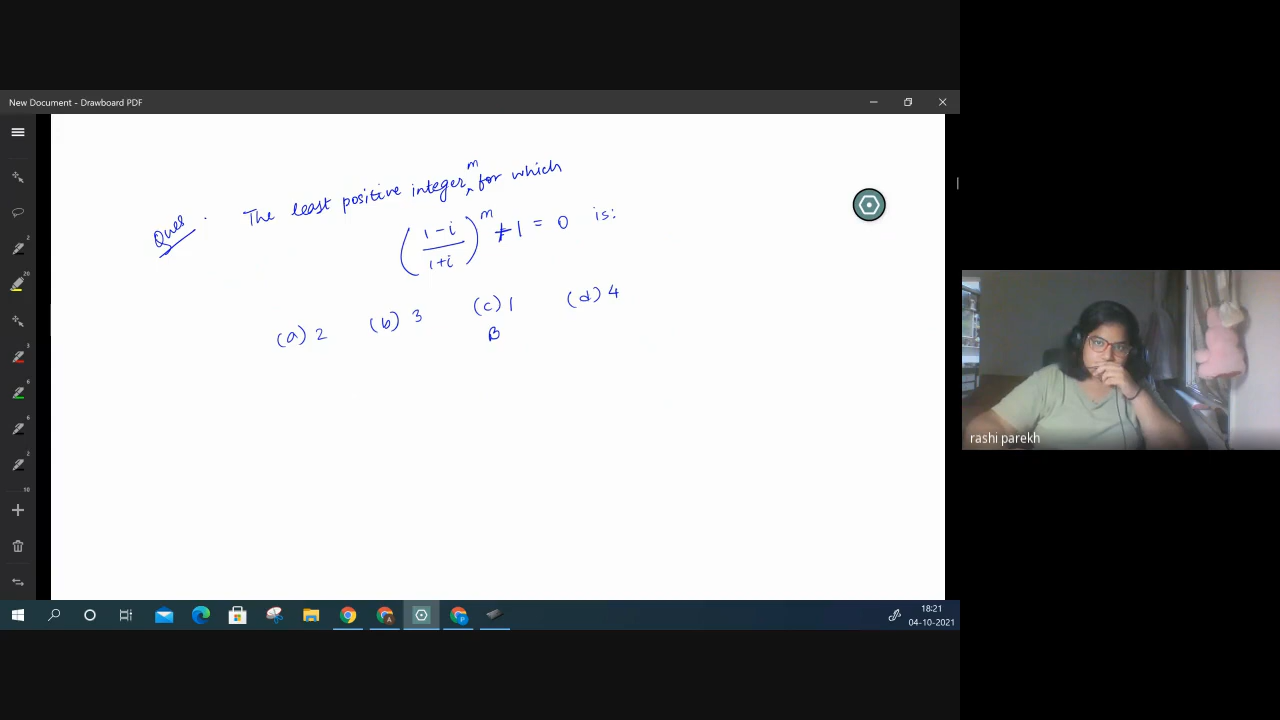 New Document - Drawboard PDF
Ques. The least positive integer m for which
((1-i)/(1+i))^m + 1 = 0 is:
(a) 2 (b) 3 (c) 1 (d) 4
B
rashi parekh
18:21
04-10-2021